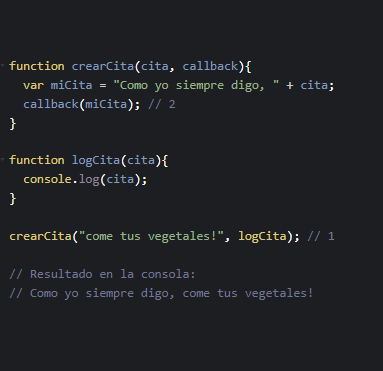 function crearCita(cita, callback){
  var miCita = "Como yo siempre digo, " + cita;
  callback(miCita); // 2
}
function logCita(cita){
  console.log(cita);
}
crearCita("come tus vegetales!", logCita); // 1
// Resultado en la consola:
// Como yo siempre digo, come tus vegetales!